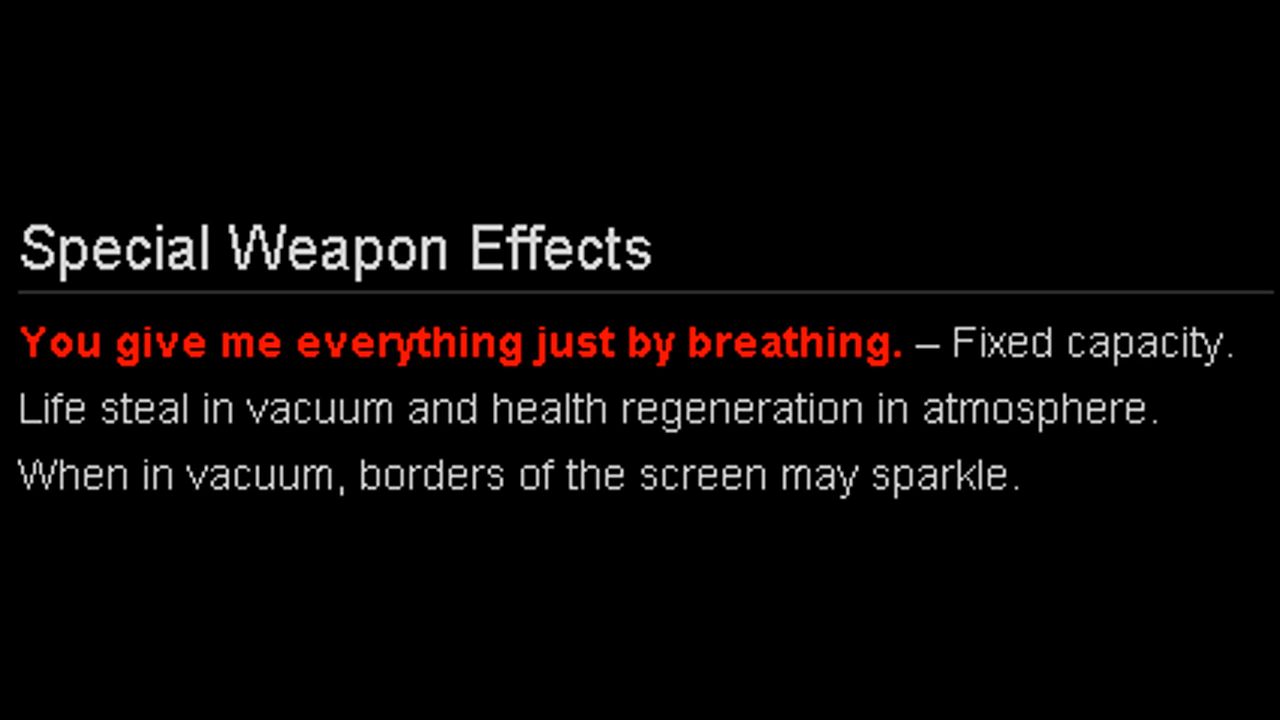 Special Weapon Effects
You give me everything just by breathing. – Fixed capacity.
Life steal in vacuum and health regeneration in atmosphere.
When in vacuum, borders of the screen may sparkle.